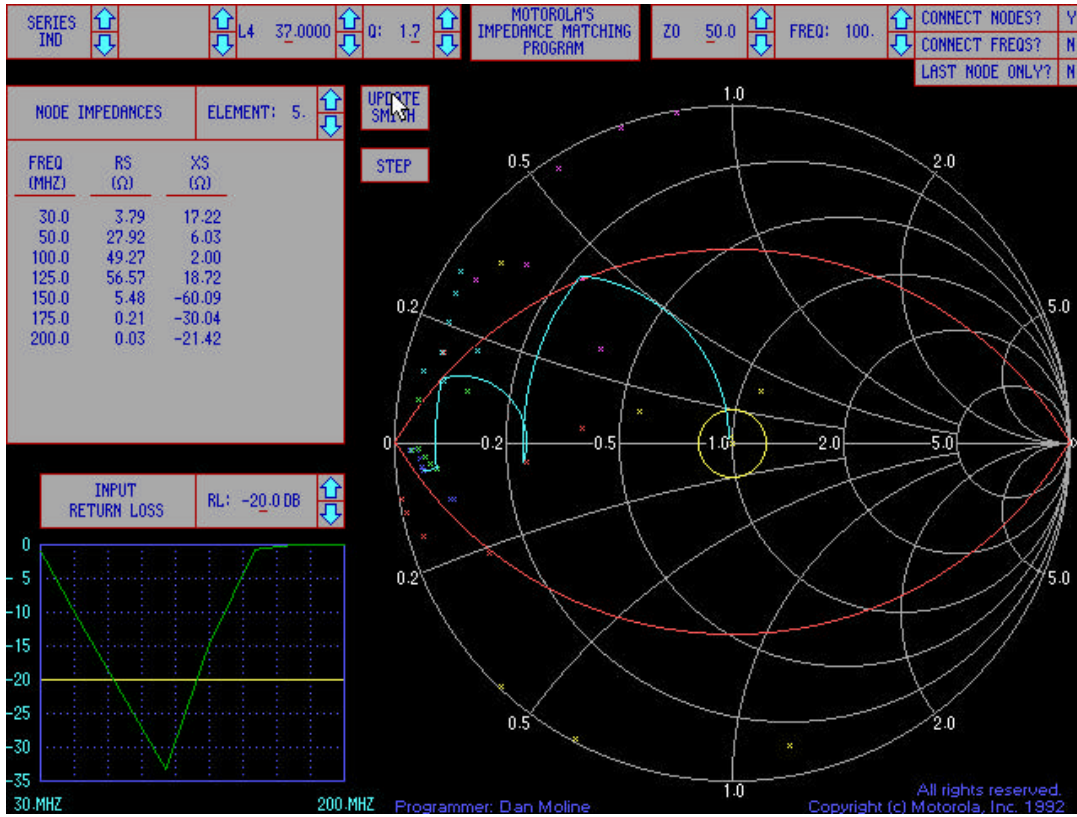 SERIES IND
L4 37.0000
Q: 1.7
MOTOROLA'S
IMPEDANCE MATCHING
PROGRAM
Z0 50.0
FREQ: 100.
CONNECT NODES? Y
CONNECT FREQS? N
LAST NODE ONLY? N
NODE IMPEDANCES
ELEMENT: 5.
UPDATE
SMITH
STEP
FREQ RS XS
(MHZ) (Ω) (Ω)
30.0 3.79 17.22
50.0 27.92 6.03
100.0 49.27 2.00
125.0 56.57 18.72
150.0 5.48 -60.09
175.0 0.21 -30.04
200.0 0.03 -21.42
1.0
0.5 2.0
0.2 5.0
0 0.2 0.5 1.0 2.0 5.0
0.2 5.0
0.5 2.0
1.0
INPUT
RETURN LOSS
RL: -20.0 DB
0
-5
-10
-15
-20
-25
-30
-35
30.MHZ 200.MHZ
Programmer: Dan Moline
All rights reserved.
Copyright (c) Motorola, Inc. 1992